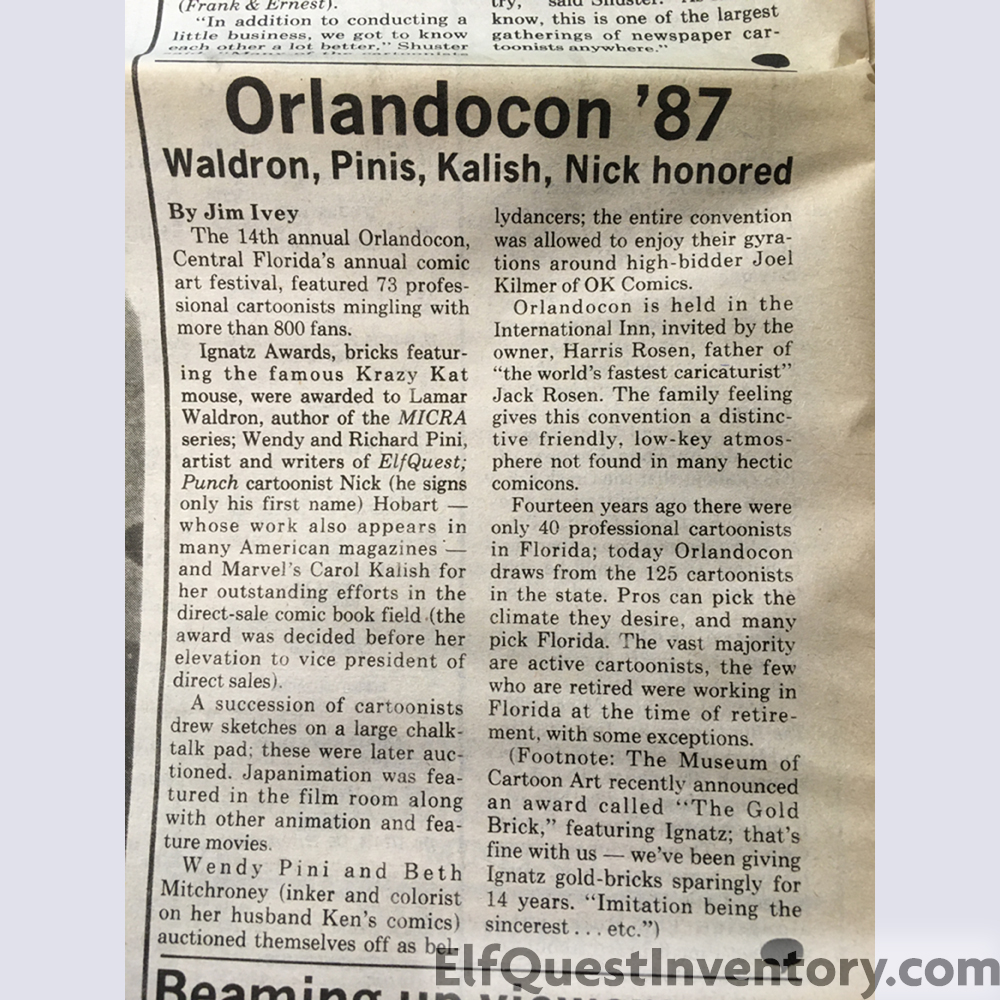 (Frank & Ernest).
"In addition to conducting a
little business, we got to know
each other a lot better," Shuster
try," said Shuster.
know, this is one of the largest
gatherings of newspaper car-
toonists anywhere."
Orlandocon '87
Waldron, Pinis, Kalish, Nick honored
By Jim Ivey
The 14th annual Orlandocon,
Central Florida's annual comic
art festival, featured 73 profes-
sional cartoonists mingling with
more than 800 fans.
Ignatz Awards, bricks featur-
ing the famous Krazy Kat
mouse, were awarded to Lamar
Waldron, author of the MICRA
series; Wendy and Richard Pini,
artist and writers of ElfQuest;
Punch cartoonist Nick (he signs
only his first name) Hobart —
whose work also appears in
many American magazines —
and Marvel's Carol Kalish for
her outstanding efforts in the
direct-sale comic book field (the
award was decided before her
elevation to vice president of
direct sales).
A succession of cartoonists
drew sketches on a large chalk-
talk pad; these were later auc-
tioned. Japanimation was fea-
tured in the film room along
with other animation and fea-
ture movies.
Wendy Pini and Beth
Mitchroney (inker and colorist
on her husband Ken's comics)
auctioned themselves off as bel-
lydancers; the entire convention
was allowed to enjoy their gyra-
tions around high-bidder Joel
Kilmer of OK Comics.
Orlandocon is held in the
International Inn, invited by the
owner, Harris Rosen, father of
"the world's fastest caricaturist"
Jack Rosen. The family feeling
gives this convention a distinc-
tive friendly, low-key atmos-
phere not found in many hectic
comicons.
Fourteen years ago there were
only 40 professional cartoonists
in Florida; today Orlandocon
draws from the 125 cartoonists
in the state. Pros can pick the
climate they desire, and many
pick Florida. The vast majority
are active cartoonists, the few
who are retired were working in
Florida at the time of retire-
ment, with some exceptions.
(Footnote: The Museum of
Cartoon Art recently announced
an award called "The Gold
Brick," featuring Ignatz; that's
fine with us — we've been giving
Ignatz gold-bricks sparingly for
14 years. "Imitation being the
sincerest . . . etc.")
ElfQuestInventory.com
Beaming up